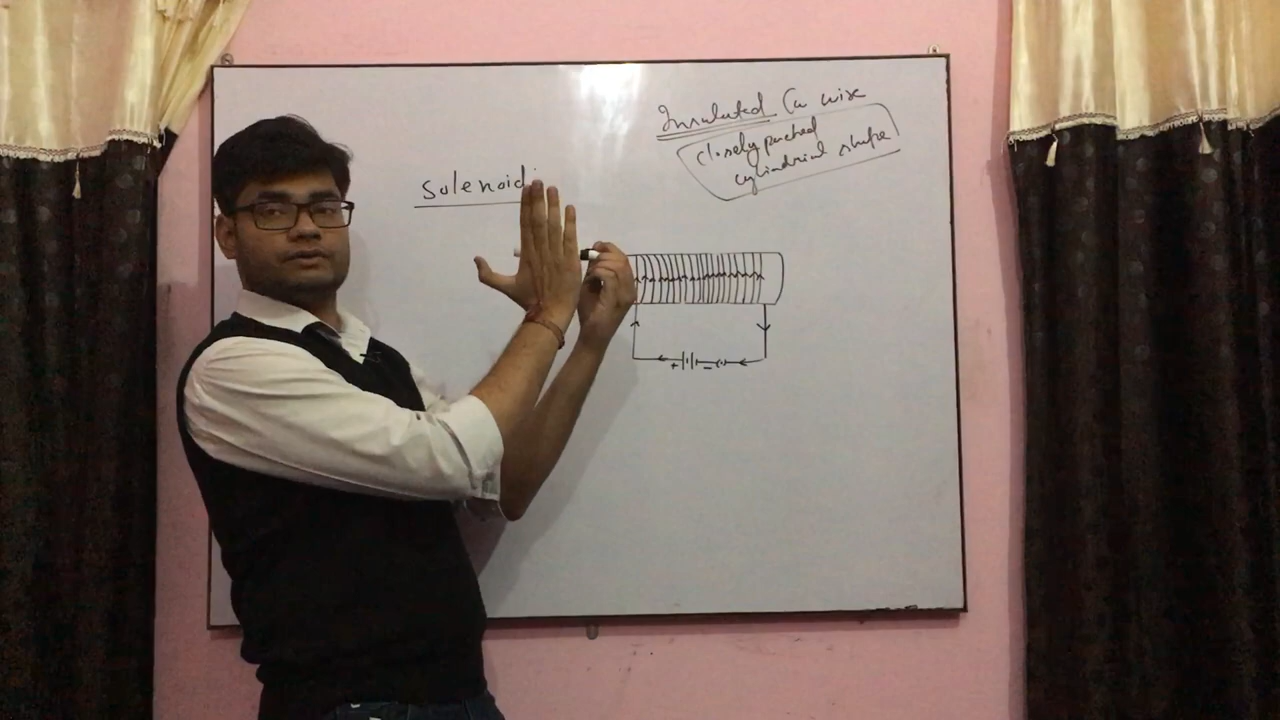 Insulated Cu wire
closely packed
cylindrical shape
Solenoid
+ -